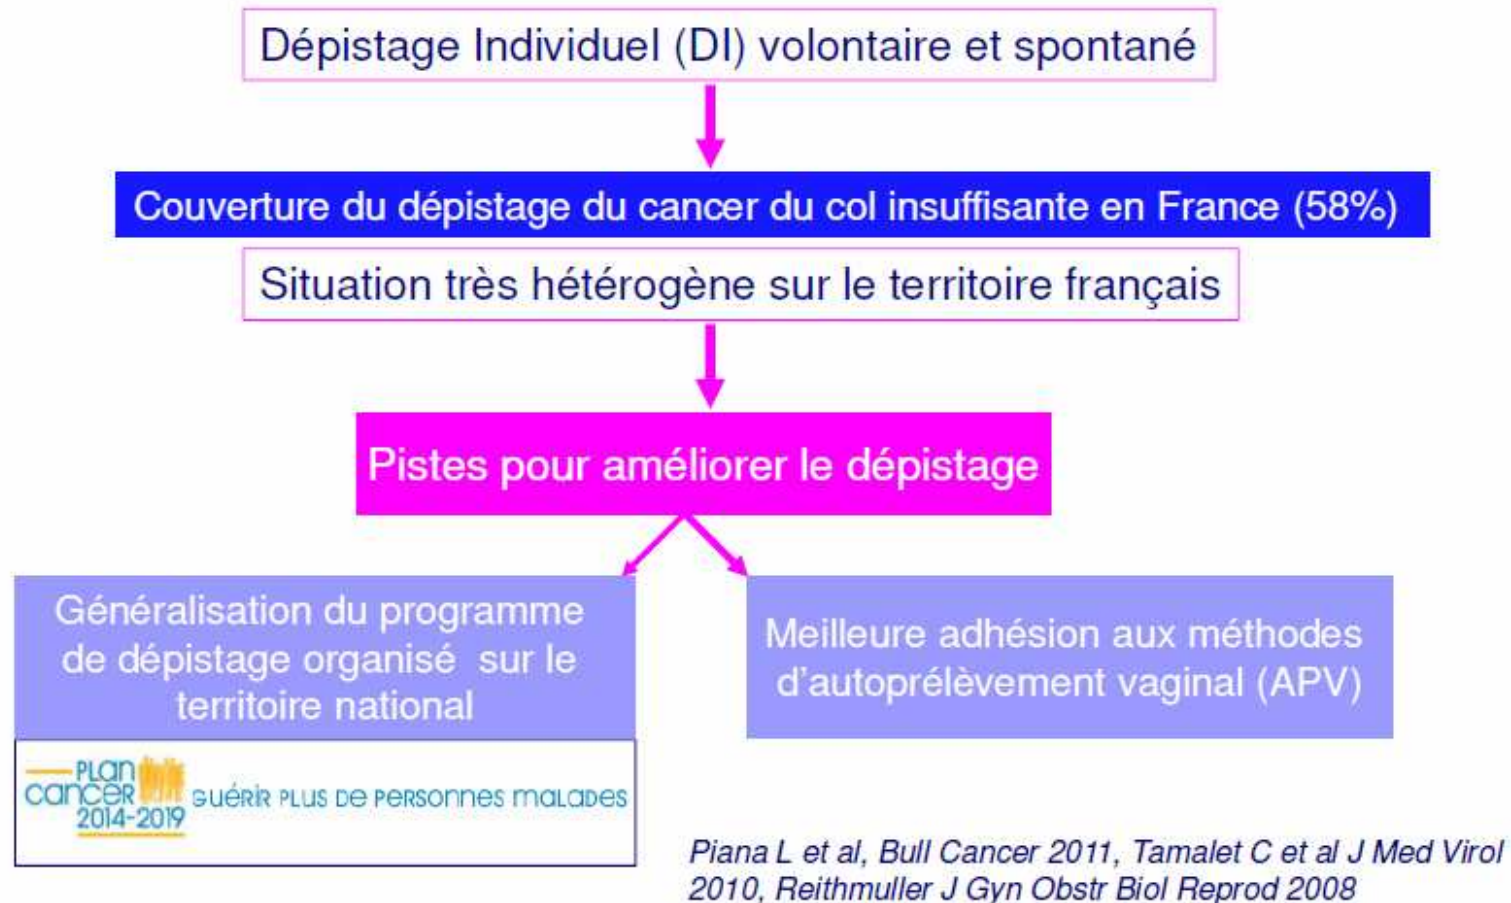 Dépistage Individuel (DI) volontaire et spontané
Couverture du dépistage du cancer du col insuffisante en France (58%)
Situation très hétérogène sur le territoire français
Pistes pour améliorer le dépistage
Généralisation du programme
de dépistage organisé sur le
territoire national
Meilleure adhésion aux méthodes
d'autoprélèvement vaginal (APV)
PLan
cancer
2014-2019
GUÉRIR PLUS DE PERSONNES MALADES
Piana L et al, Bull Cancer 2011, Tamalet C et al J Med Virol
2010, Reithmuller J Gyn Obstr Biol Reprod 2008